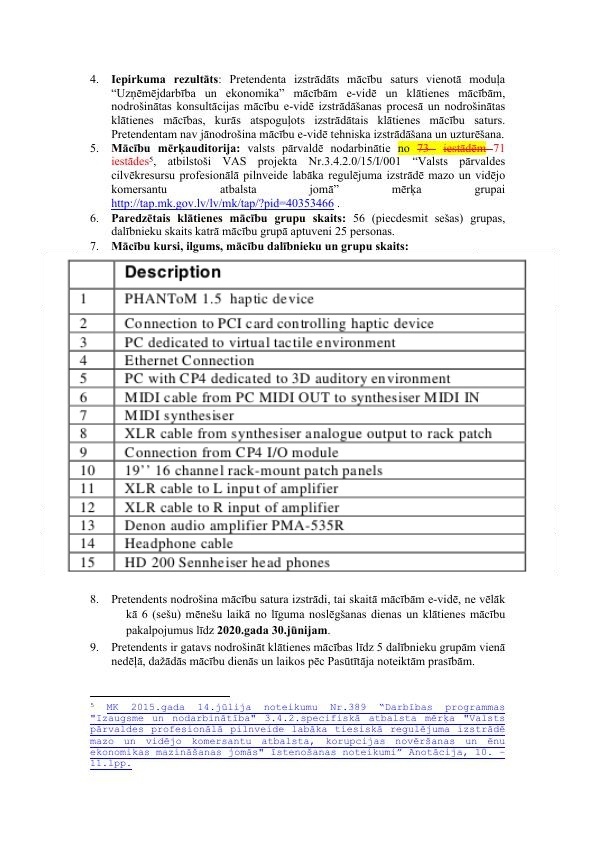 4. Iepirkuma rezultāts: Pretendenta izstrādāts mācību saturs vienotā moduļa
“Uzņēmējdarbība un ekonomika” mācībām e-vidē un klātienes mācībām,
nodrošinātas konsultācijas mācību e-vidē izstrādāšanas procesā un nodrošinātas
klātienes mācības, kurās atspoguļots izstrādātais klātienes mācību saturs.
Pretendentam nav jānodrošina mācību e-vidē tehniska izstrādāšana un uzturēšana.
5. Mācību mērķauditorija: valsts pārvaldē nodarbinātie no 73 iestādēm 71
iestādes⁵, atbilstoši VAS projekta Nr.3.4.2.0/15/I/001 “Valsts pārvaldes
cilvēkresursu profesionālā pilnveide labāka regulējuma izstrādē mazo un vidējo
komersantu atbalsta jomā” mērķa grupai
http://tap.mk.gov.lv/lv/mk/tap/?pid=40353466 .
6. Paredzētais klātienes mācību grupu skaits: 56 (piecdesmit sešas) grupas,
dalībnieku skaits katrā mācību grupā aptuveni 25 personas.
7. Mācību kursi, ilgums, mācību dalībnieku un grupu skaits:
Description
1 PHANToM 1.5 haptic device
2 Connection to PCI card controlling haptic device
3 PC dedicated to virtual tactile environment
4 Ethernet Connection
5 PC with CP4 dedicated to 3D auditory environment
6 MIDI cable from PC MIDI OUT to synthesiser MIDI IN
7 MIDI synthesiser
8 XLR cable from synthesiser analogue output to rack patch
9 Connection from CP4 I/O module
10 19’’ 16 channel rack-mount patch panels
11 XLR cable to L input of amplifier
12 XLR cable to R input of amplifier
13 Denon audio amplifier PMA-535R
14 Headphone cable
15 HD 200 Sennheiser head phones
8. Pretendents nodrošina mācību satura izstrādi, tai skaitā mācībām e-vidē, ne vēlāk
kā 6 (sešu) mēnešu laikā no līguma noslēgšanas dienas un klātienes mācību
pakalpojumus līdz 2020.gada 30.jūnijam.
9. Pretendents ir gatavs nodrošināt klātienes mācības līdz 5 dalībnieku grupām vienā
nedēļā, dažādās mācību dienās un laikos pēc Pasūtītāja noteiktām prasībām.
⁵ MK 2015.gada 14.jūlija noteikumu Nr.389 “Darbības programmas
"Izaugsme un nodarbinātība" 3.4.2.specifiskā atbalsta mērķa "Valsts
pārvaldes profesionālā pilnveide labāka tiesiskā regulējuma izstrādē
mazo un vidējo komersantu atbalsta, korupcijas novēršanas un ēnu
ekonomikas mazināšanas jomās" īstenošanas noteikumi” Anotācija, 10. –
11.lpp.